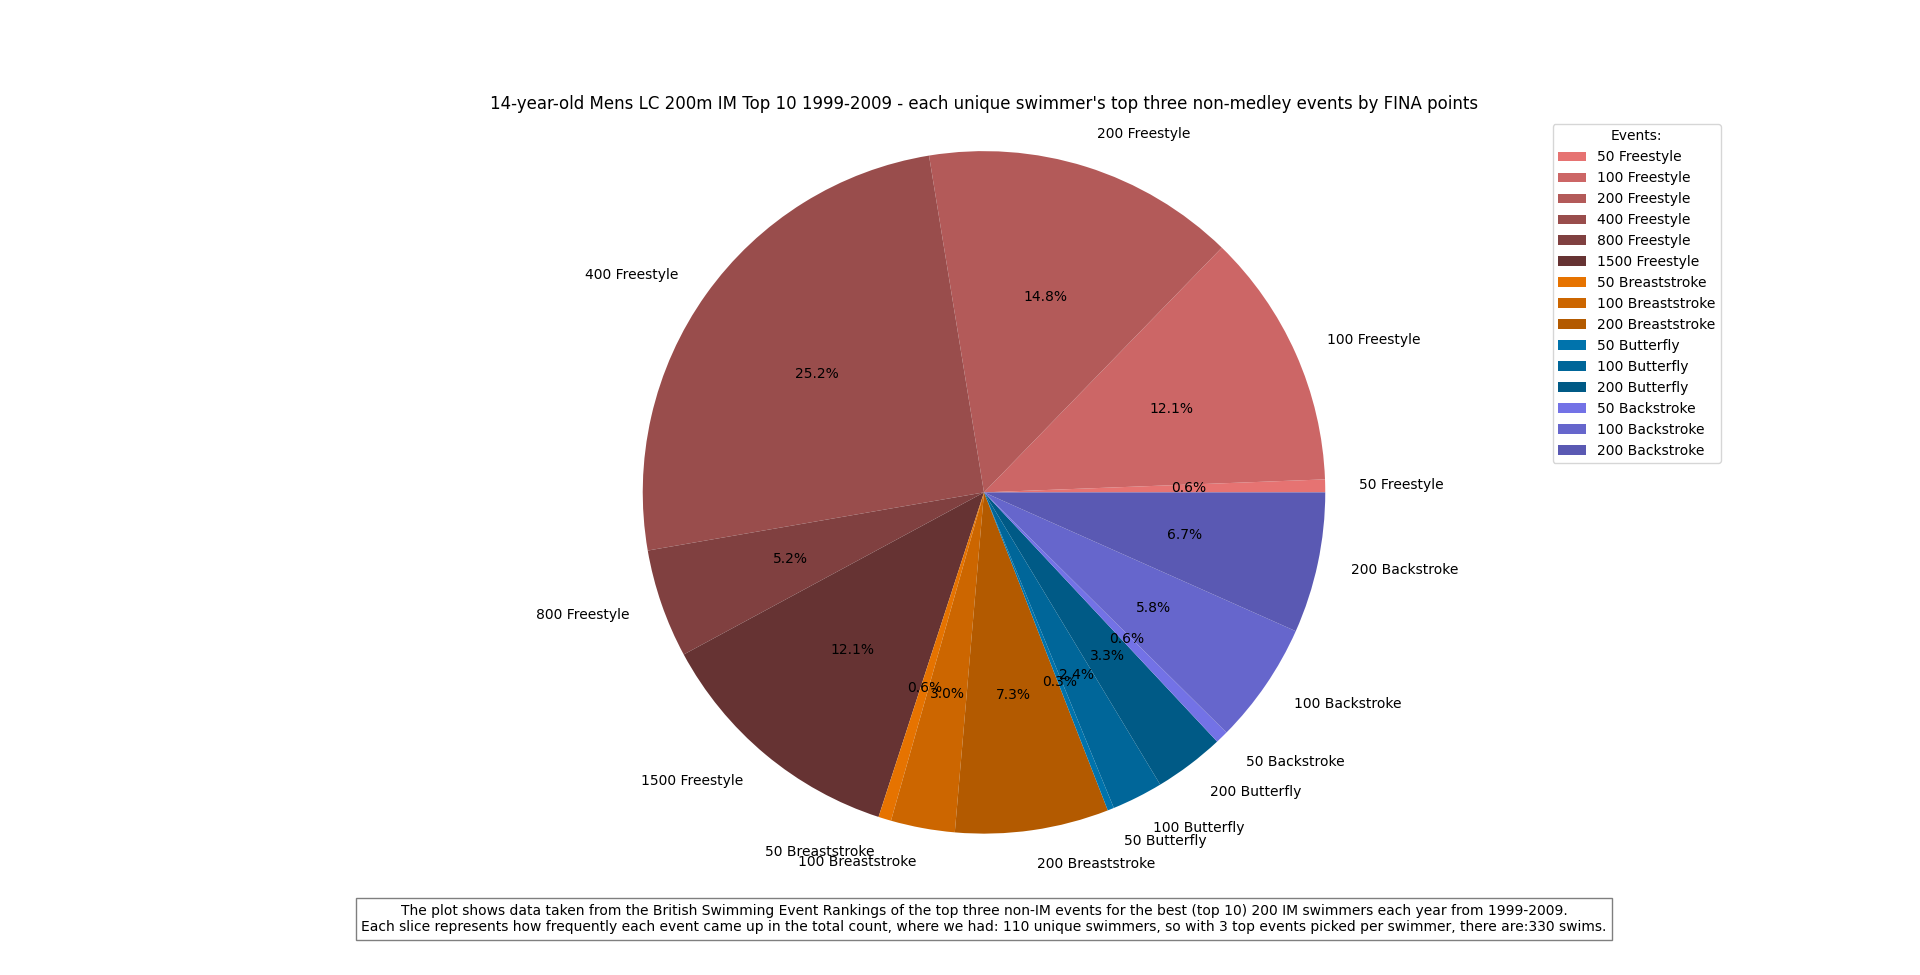 14-year-old Mens LC 200m IM Top 10 1999-2009 - each unique swimmer's top three non-medley events by FINA points
200 Freestyle
400 Freestyle
100 Freestyle
50 Freestyle
800 Freestyle
200 Backstroke
1500 Freestyle
100 Backstroke
50 Backstroke
200 Butterfly
100 Butterfly
50 Butterfly
50 Breaststroke
100 Breaststroke
200 Breaststroke
14.8%
25.2%
12.1%
0.6%
5.2%
6.7%
12.1%
5.8%
0.6%
3.3%
2.4%
0.3%
0.6%
3.0%
7.3%
Events:
50 Freestyle
100 Freestyle
200 Freestyle
400 Freestyle
800 Freestyle
1500 Freestyle
50 Breaststroke
100 Breaststroke
200 Breaststroke
50 Butterfly
100 Butterfly
200 Butterfly
50 Backstroke
100 Backstroke
200 Backstroke
The plot shows data taken from the British Swimming Event Rankings of the top three non-IM events for the best (top 10) 200 IM swimmers each year from 1999-2009.
Each slice represents how frequently each event came up in the total count, where we had: 110 unique swimmers, so with 3 top events picked per swimmer, there are:330 swims.